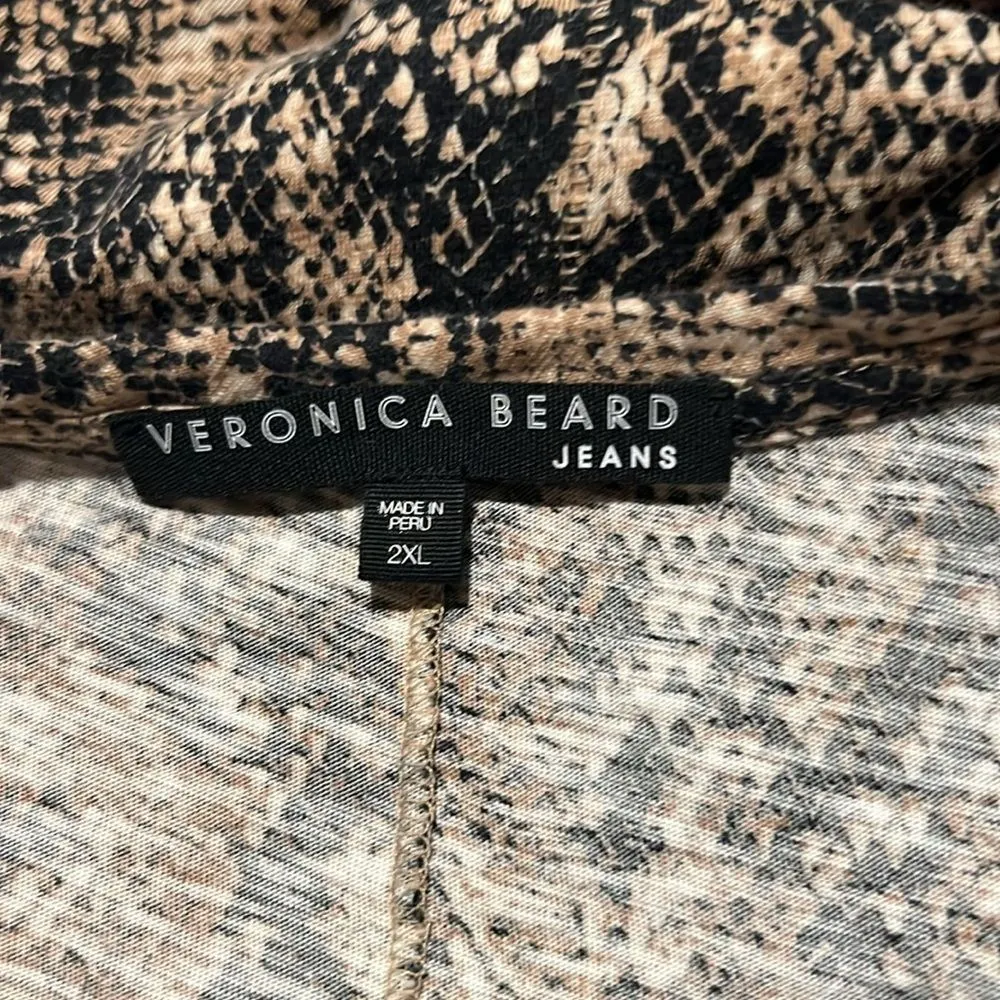 VERONICA BEARD
JEANS
MADE IN
PERU
2XL